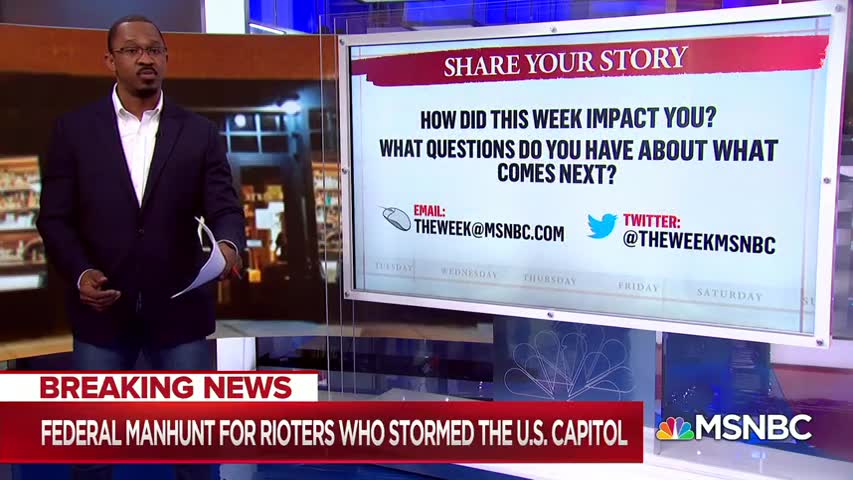 SHARE YOUR STORY
HOW DID THIS WEEK IMPACT YOU?
WHAT QUESTIONS DO YOU HAVE ABOUT WHAT
COMES NEXT?
EMAIL:
THEWEEK@MSNBC.COM
TWITTER:
@THEWEEKMSNBC
TUESDAY WEDNESDAY THURSDAY FRIDAY SATURDAY
BREAKING NEWS
FEDERAL MANHUNT FOR RIOTERS WHO STORMED THE U.S. CAPITOL
MSNBC